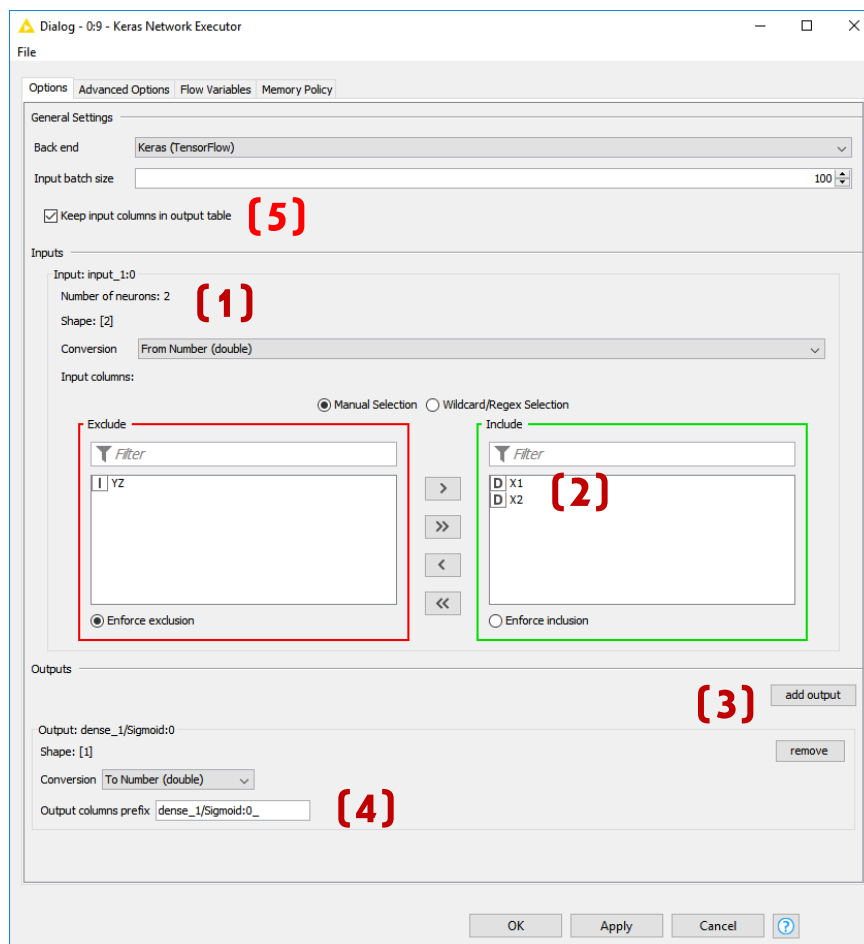 Dialog - 0:9 - Keras Network Executor
File
Options Advanced Options Flow Variables Memory Policy
General Settings
Back end Keras (TensorFlow)
Input batch size 100
Keep input columns in output table (5)
Inputs
Input: input_1:0
Number of neurons: 2 (1)
Shape: [2]
Conversion From Number (double)
Input columns:
Manual Selection Wildcard/Regex Selection
Exclude Include
Filter Filter
I YZ D X1 (2)
D X2
>
>>
<
<<
Enforce exclusion Enforce inclusion
Outputs
(3) add output
Output: dense_1/Sigmoid:0
Shape: [1] remove
Conversion To Number (double)
Output columns prefix dense_1/Sigmoid:0_ (4)
OK Apply Cancel ?